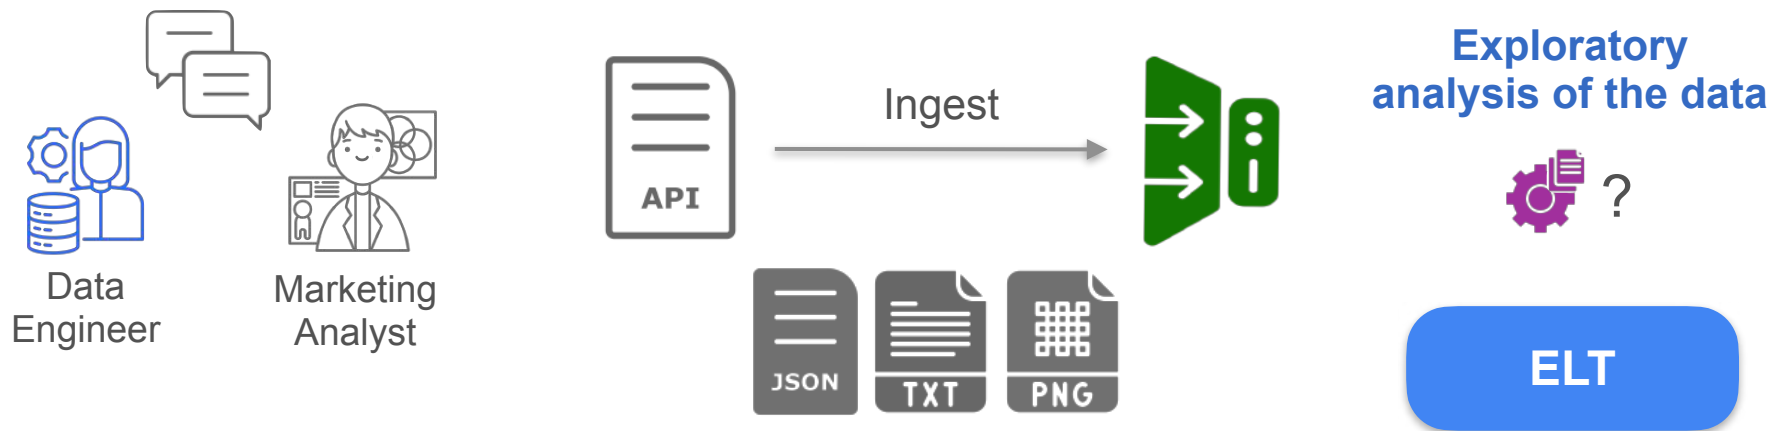 Data
Engineer
Marketing
Analyst
API
Ingest
JSON
TXT
PNG
Exploratory
analysis of the data
?
ELT